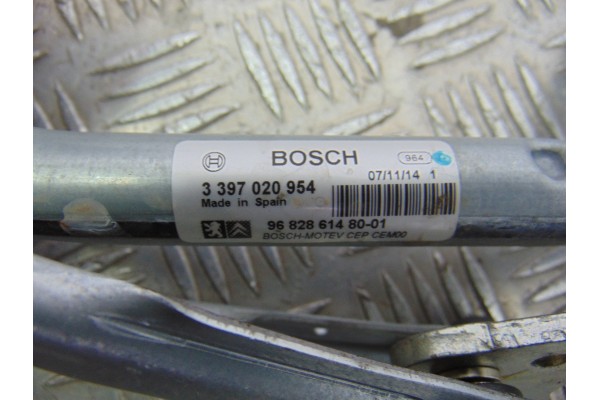 BOSCH 984
07/11/14 1
3 397 020 954
Made in Spain
96 828 614 80-01
BOSCH-MOTEV CEP CEM00